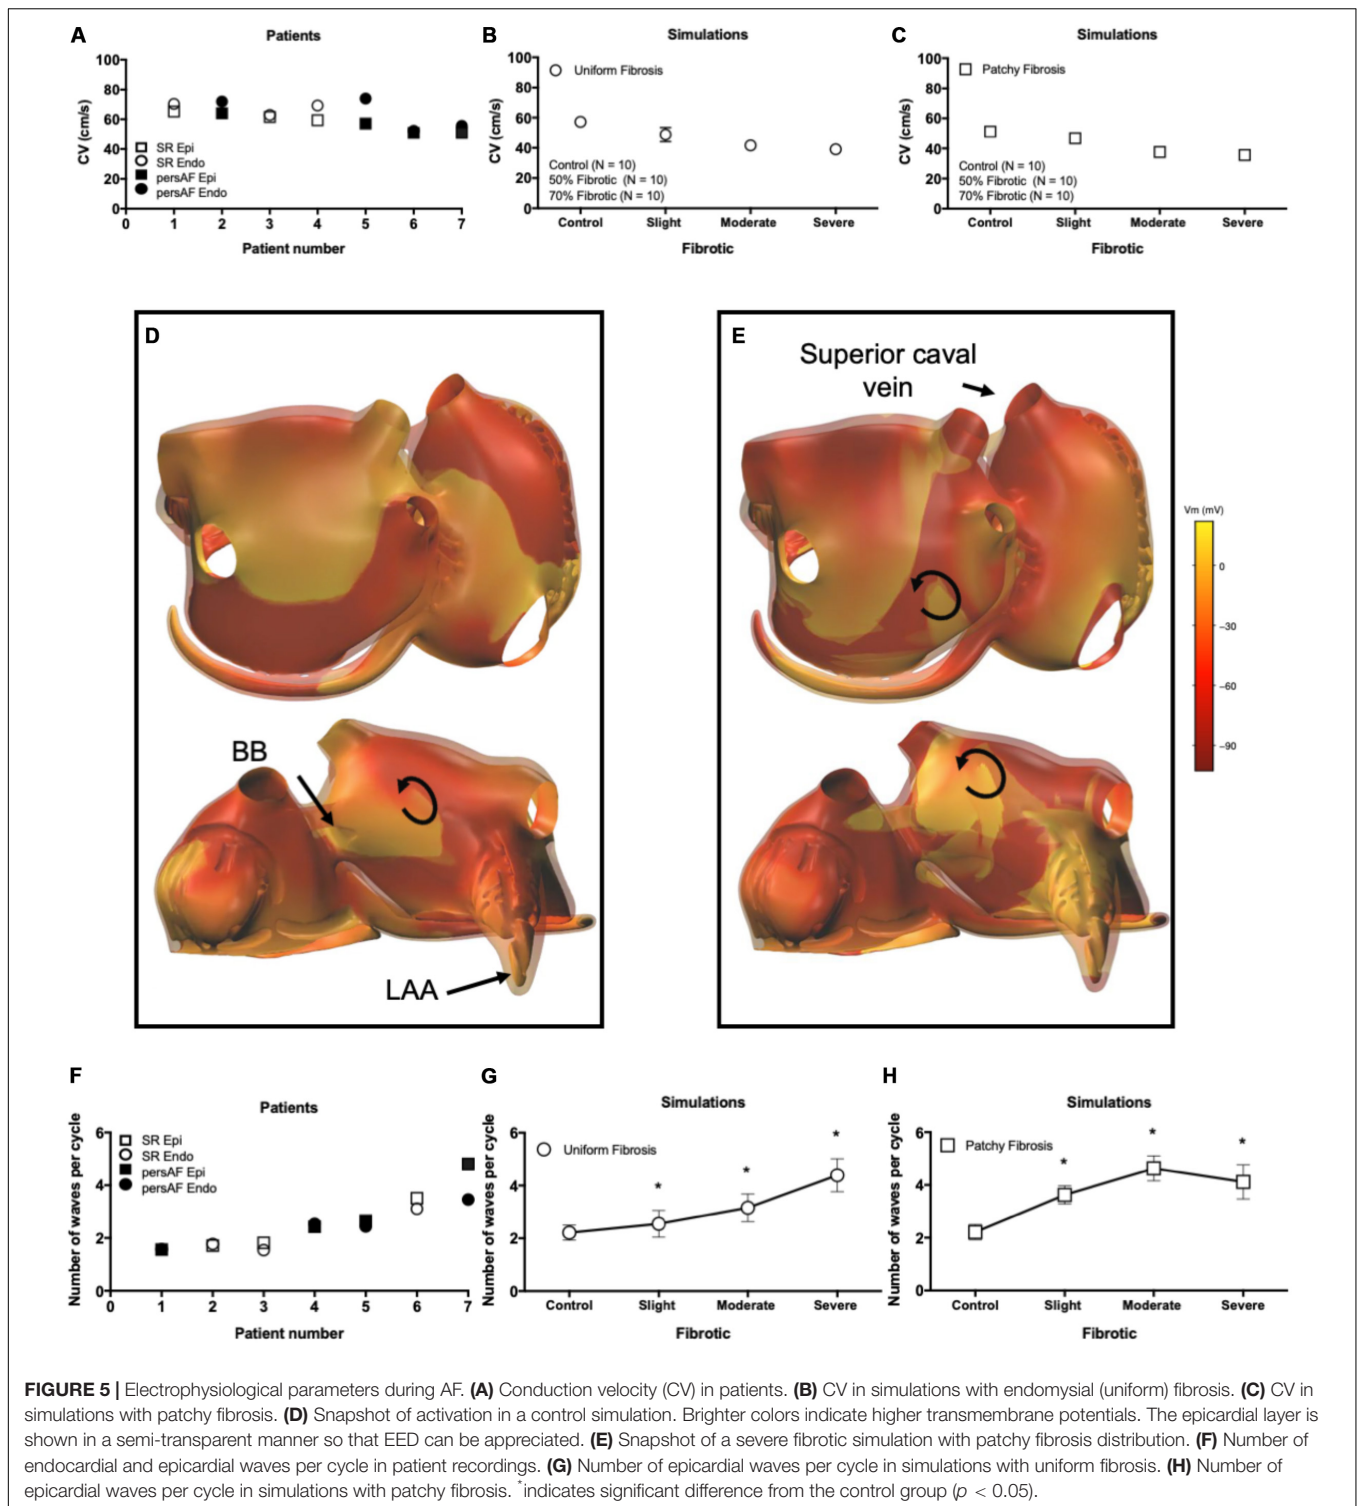 A
Patients
CV (cm/s)
100
80
60
40
20
0
SR Epi
SR Endo
persAF Epi
persAF Endo
0 1 2 3 4 5 6 7
Patient number
B
Simulations
CV (cm/s)
100
80
60
40
20
0
Uniform Fibrosis
Control (N = 10)
50% Fibrotic (N = 10)
70% Fibrotic (N = 10)
Control Slight Moderate Severe
Fibrotic
C
Simulations
CV (cm/s)
100
80
60
40
20
0
Patchy Fibrosis
Control (N = 10)
50% Fibrotic (N = 10)
70% Fibrotic (N = 10)
Control Slight Moderate Severe
Fibrotic
D
BB
LAA
E
Superior caval
vein
Vm (mV)
0
-30
-60
-90
F
Patients
Number of waves per cycle
6
4
2
0
SR Epi
SR Endo
persAF Epi
persAF Endo
0 1 2 3 4 5 6 7
Patient number
G
Simulations
Number of waves per cycle
6
4
2
0
Uniform Fibrosis
* * *
Control Slight Moderate Severe
Fibrotic
H
Simulations
Number of waves per cycle
6
4
2
0
Patchy Fibrosis
* * *
Control Slight Moderate Severe
Fibrotic
FIGURE 5 | Electrophysiological parameters during AF. (A) Conduction velocity (CV) in patients. (B) CV in simulations with endomysial (uniform) fibrosis. (C) CV in
simulations with patchy fibrosis. (D) Snapshot of activation in a control simulation. Brighter colors indicate higher transmembrane potentials. The epicardial layer is
shown in a semi-transparent manner so that EED can be appreciated. (E) Snapshot of a severe fibrotic simulation with patchy fibrosis distribution. (F) Number of
endocardial and epicardial waves per cycle in patient recordings. (G) Number of epicardial waves per cycle in simulations with uniform fibrosis. (H) Number of
epicardial waves per cycle in simulations with patchy fibrosis. *indicates significant difference from the control group (p < 0.05).